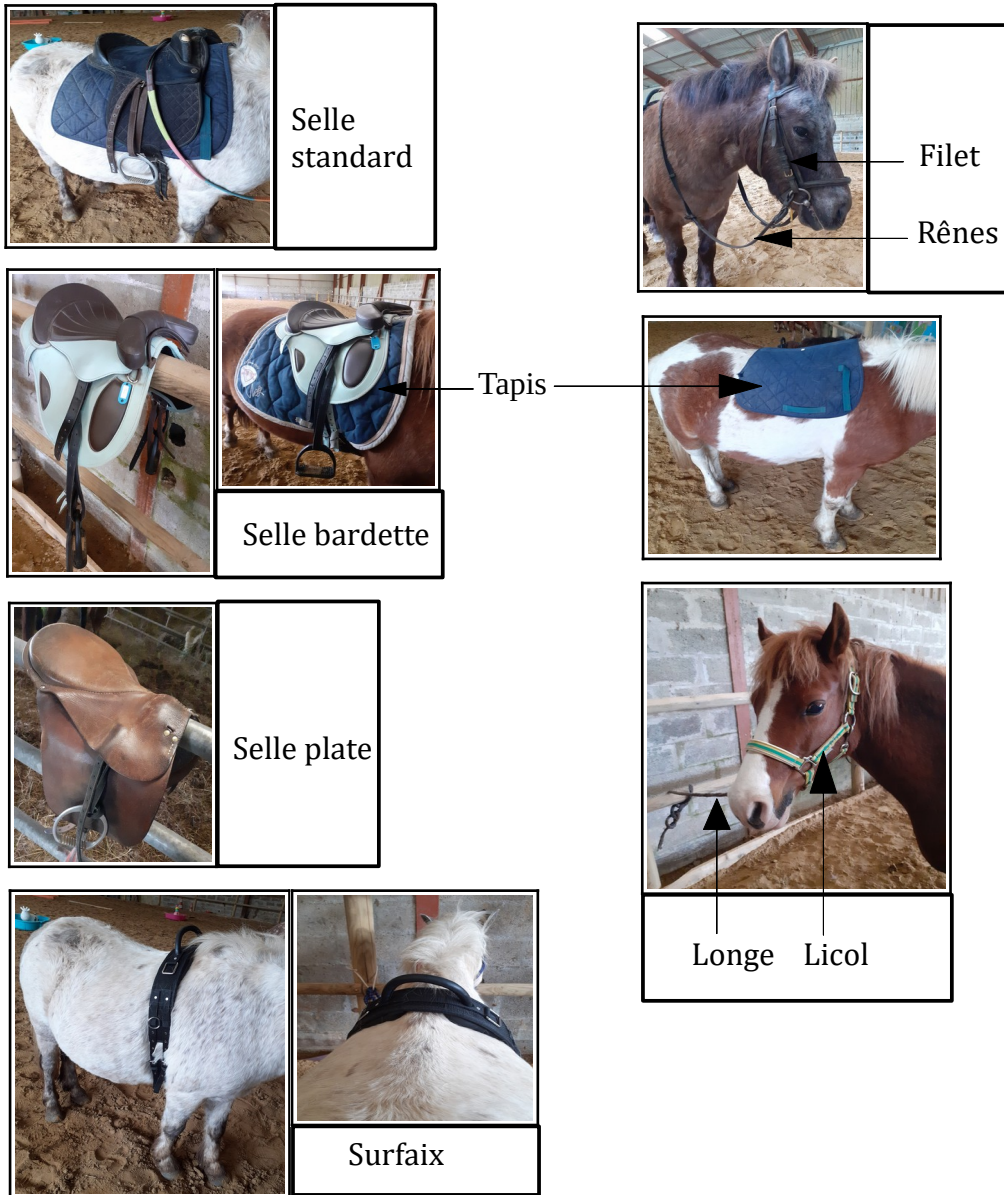 Selle
standard
Filet
Rênes
Tapis
Selle bardette
Selle plate
Longe Licol
Surfaix